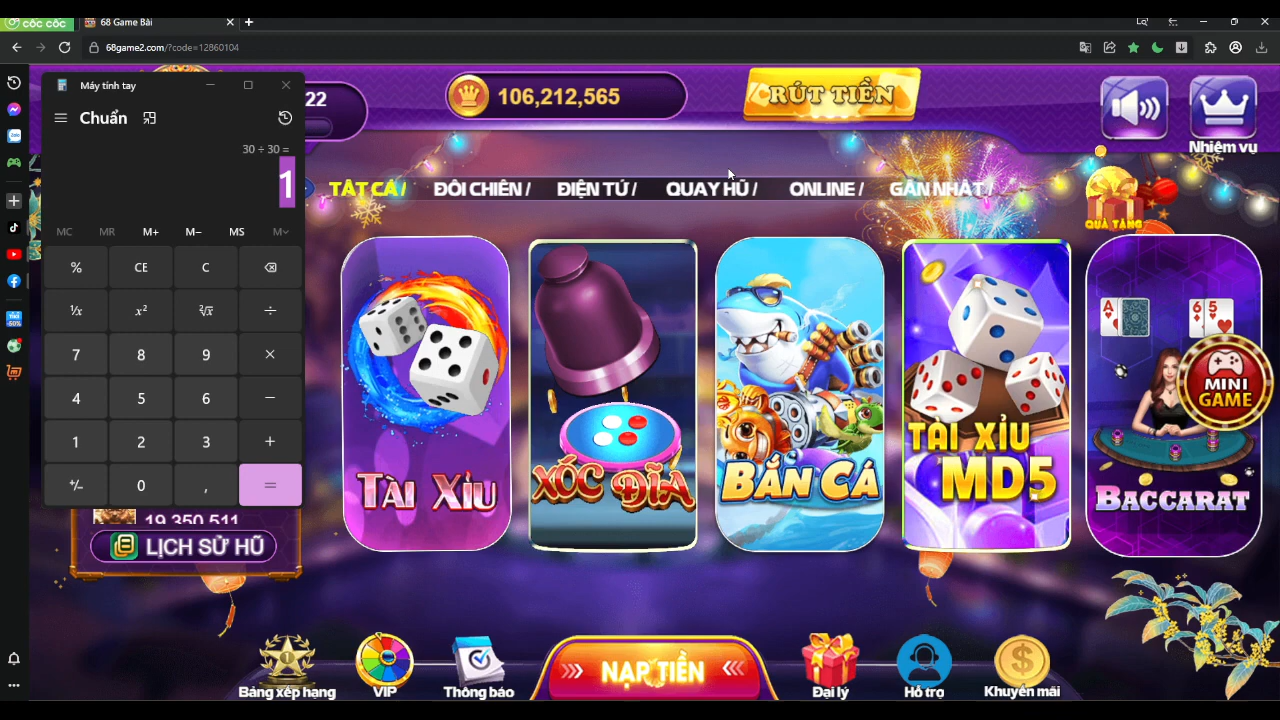 cốc cốc
68 Game Bài
68game2.com/?code=12860104
Máy tính tay
Chuẩn
30 ÷ 30 =
1
MC MR M+ M− MS M
% CE C
¹/x x² ²√x ÷
7 8 9 ×
4 5 6 −
1 2 3 +
+/− 0 , =
22
106,212,565
RÚT TIỀN
Nhiệm vụ
TẤT CẢ / ĐỐI CHIẾN / ĐIỆN TỬ / QUAY HŨ / ONLINE / GẦN NHẤT /
QUÀ TẶNG
TÀI XỈU
XÓC ĐĨA
BẮN CÁ
TÀI XỈU
MD5
A
6 5
MINI
GAME
BACCARAT
19,350,511
LỊCH SỬ HŨ
Bảng xếp hạng
VIP
Thông báo
NẠP TIỀN
Đại lý
Hỗ trợ
Khuyến mãi